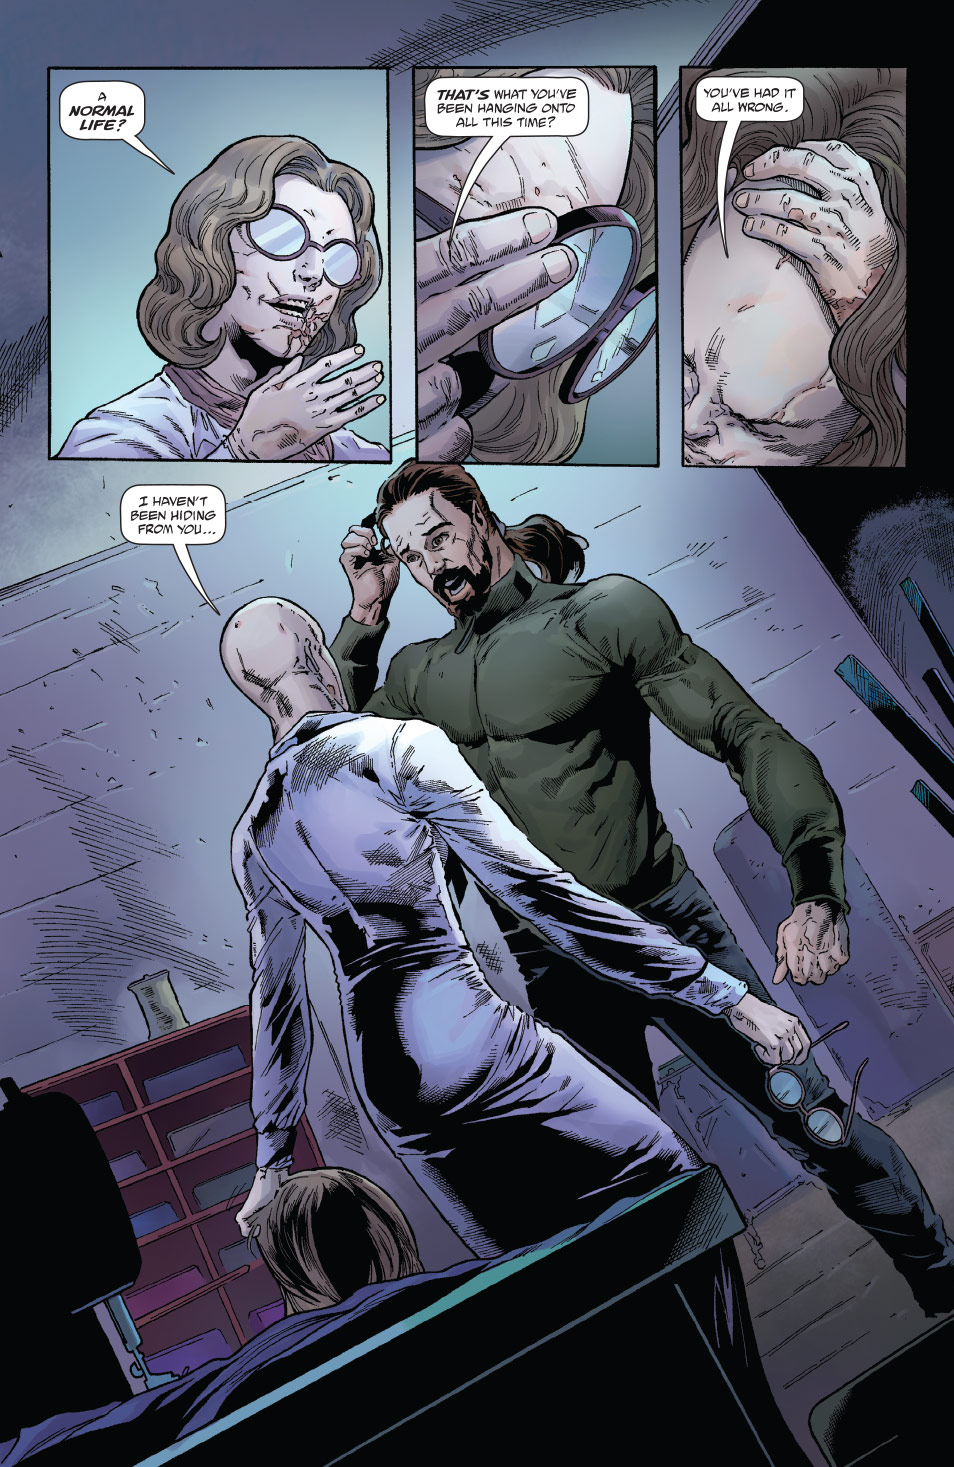 A
NORMAL
LIFE?
THAT'S WHAT YOU'VE
BEEN HANGING ONTO
ALL THIS TIME?
YOU'VE HAD IT
ALL WRONG.
I HAVEN'T
BEEN HIDING
FROM YOU...